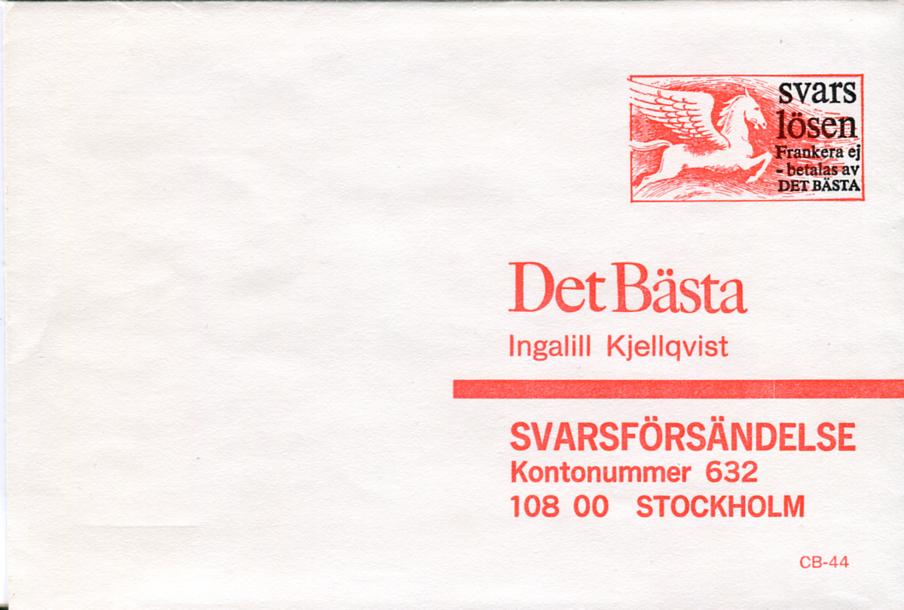 svars
lösen
Frankera ej
- betalas av
DET BÄSTA
Det Bästa
Ingalill Kjellqvist
SVARSFÖRSÄNDELSE
Kontonummer 632
108 00 STOCKHOLM
CB-44